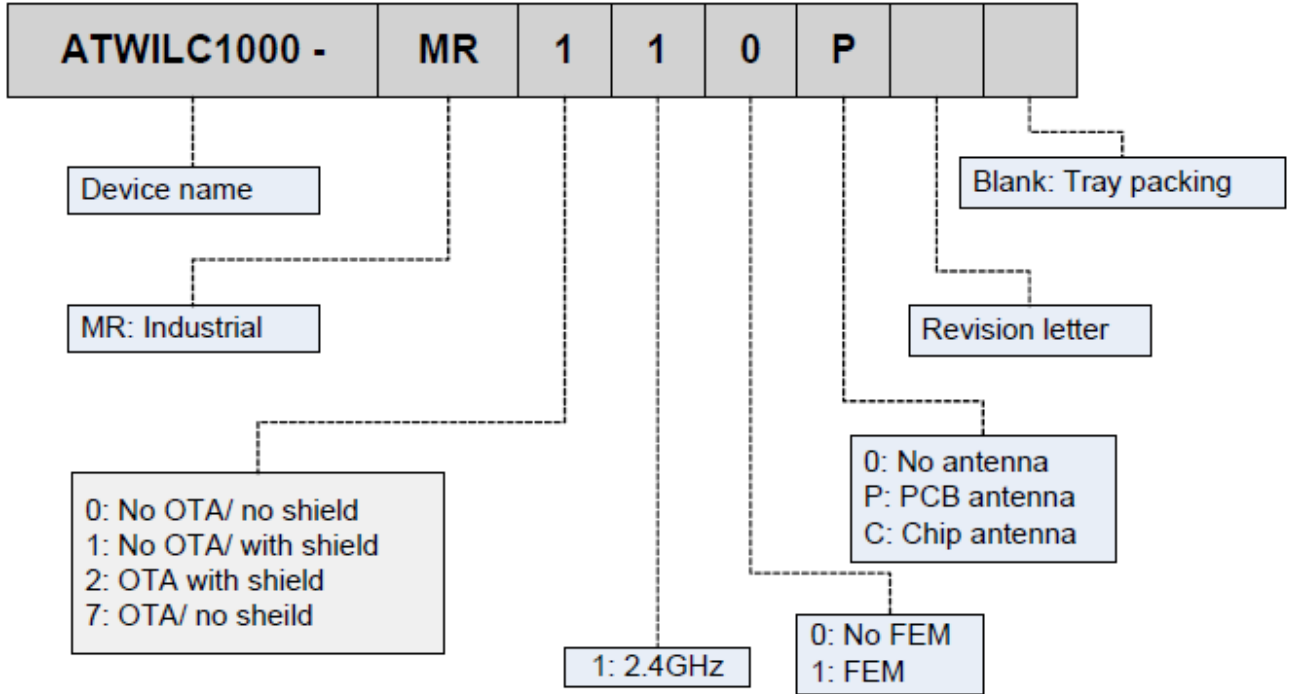 ATWILC1000 - MR 1 1 0 P
Device name
Blank: Tray packing
MR: Industrial
Revision letter
0: No OTA/ no shield
1: No OTA/ with shield
2: OTA with shield
7: OTA/ no sheild
0: No antenna
P: PCB antenna
C: Chip antenna
1: 2.4GHz
0: No FEM
1: FEM